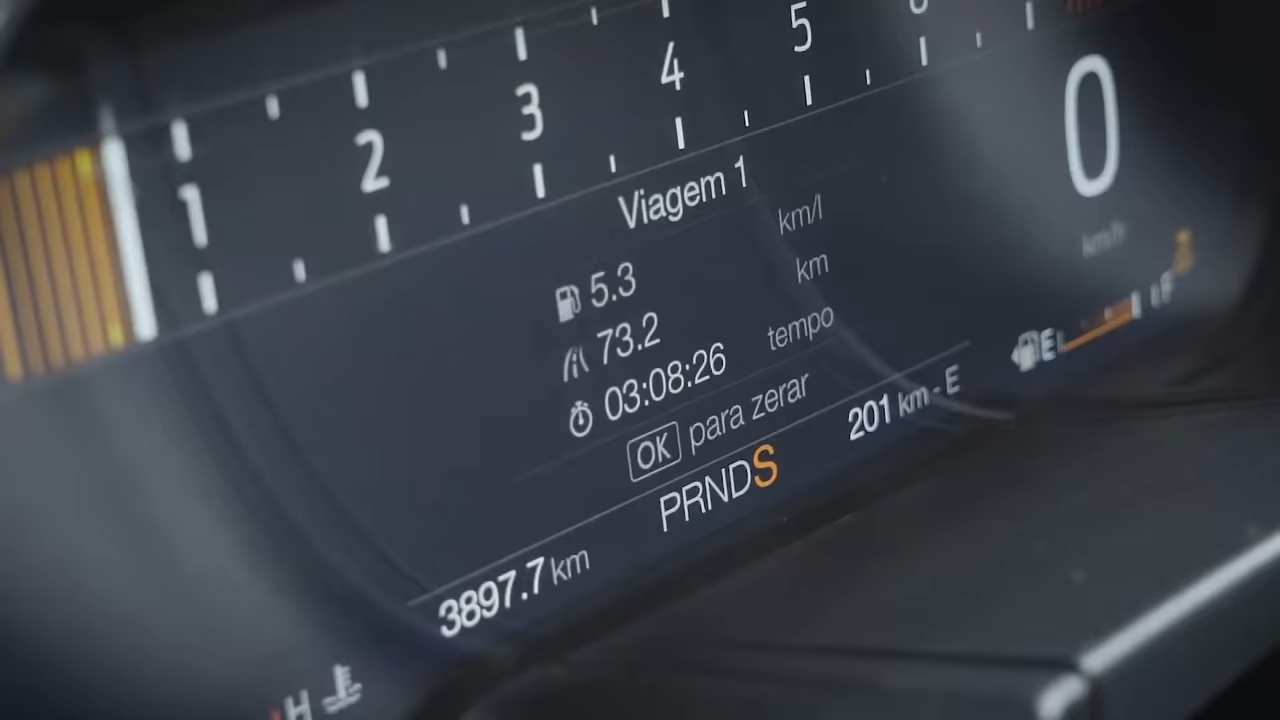 1 2 3 4 5
0
km/h
Viagem 1
5.3 km/l
73.2 km
03:08:26 tempo
OK para zerar
PRNDS
201 km - E
E F
3897.7 km
H